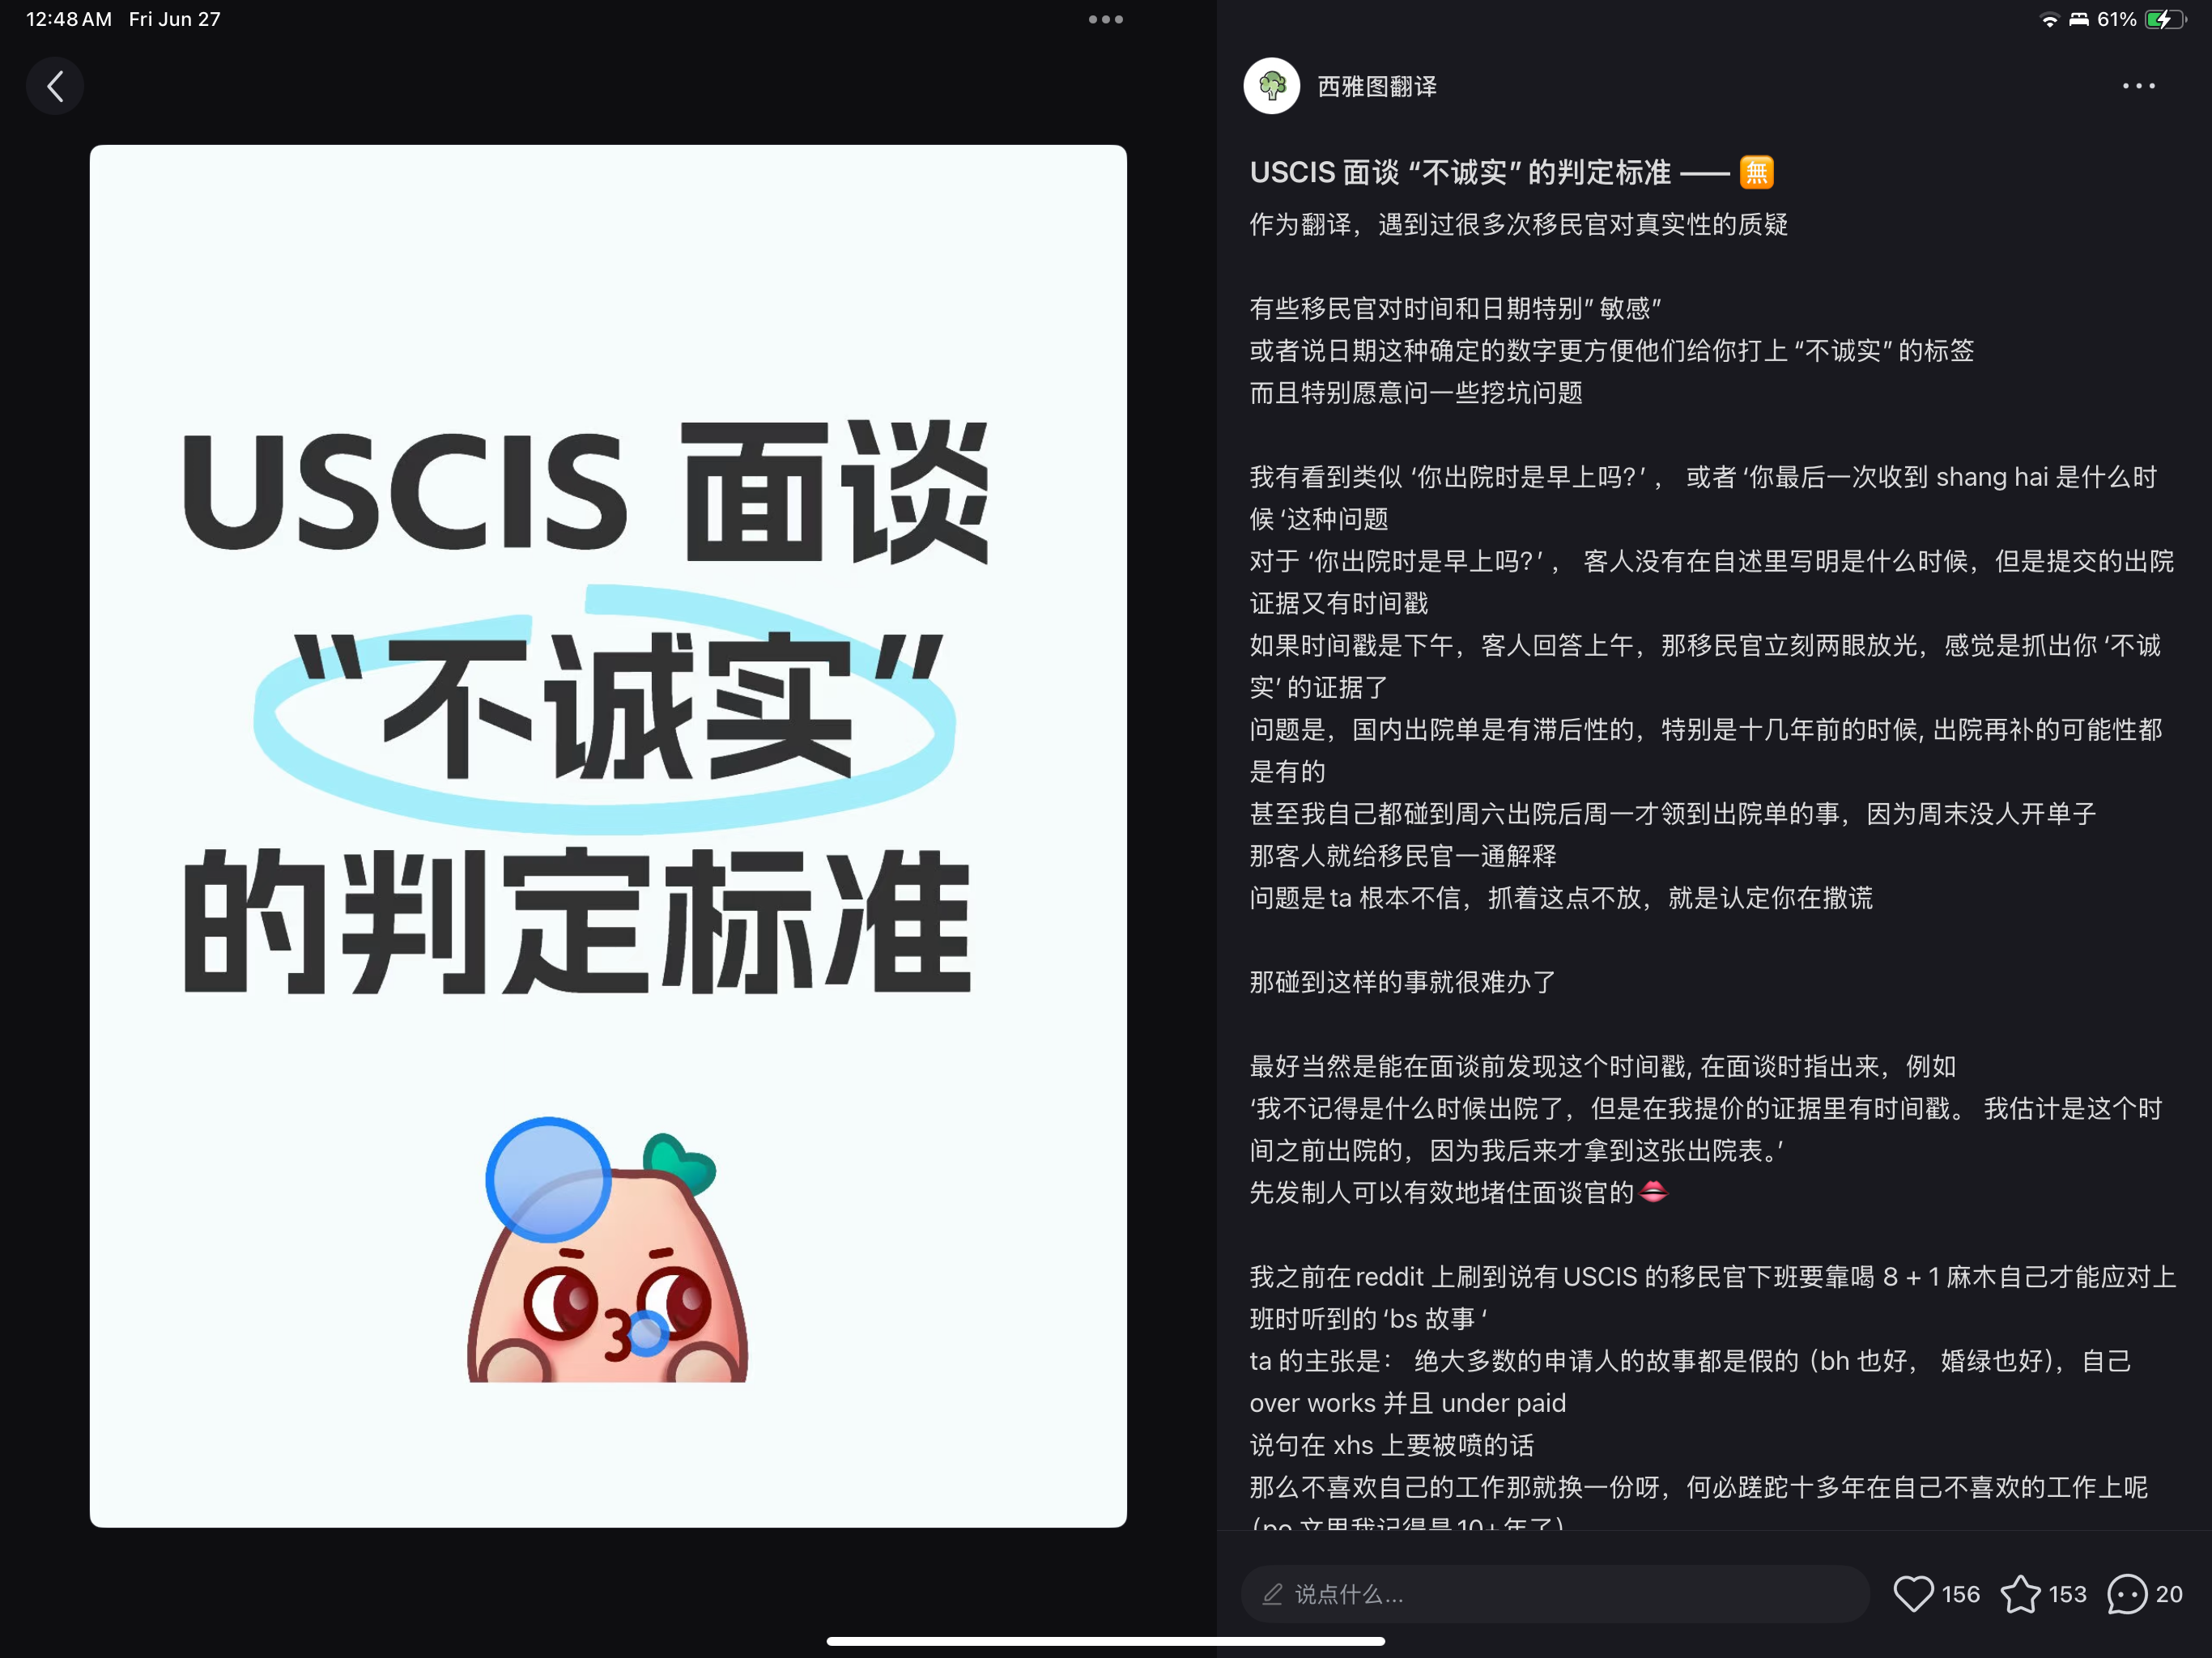 12:48 AM Fri Jun 27
61%
USCIS 面谈
“不诚实”
的判定标准
西雅图翻译
USCIS 面谈 “不诚实” 的判定标准 —— 🈚
作为翻译，遇到过很多次移民官对真实性的质疑
有些移民官对时间和日期特别” 敏感”
或者说日期这种确定的数字更方便他们给你打上 “不诚实” 的标签
而且特别愿意问一些挖坑问题
我有看到类似 ‘你出院时是早上吗？’ ， 或者 ‘你最后一次收到 shang hai 是什么时
候 ‘这种问题
对于 ‘你出院时是早上吗？’ ， 客人没有在自述里写明是什么时候，但是提交的出院
证据又有时间戳
如果时间戳是下午，客人回答上午，那移民官立刻两眼放光，感觉是抓出你 ‘不诚
实’ 的证据了
问题是，国内出院单是有滞后性的，特别是十几年前的时候, 出院再补的可能性都
是有的
甚至我自己都碰到周六出院后周一才领到出院单的事，因为周末没人开单子
那客人就给移民官一通解释
问题是 ta 根本不信，抓着这点不放，就是认定你在撒谎
那碰到这样的事就很难办了
最好当然是能在面谈前发现这个时间戳, 在面谈时指出来，例如
‘我不记得是什么时候出院了，但是在我提价的证据里有时间戳。 我估计是这个时
间之前出院的，因为我后来才拿到这张出院表。’
先发制人可以有效地堵住面谈官的👄
我之前在 reddit 上刷到说有 USCIS 的移民官下班要靠喝 8 + 1 麻木自己才能应对上
班时听到的 ‘bs 故事 ‘
ta 的主张是： 绝大多数的申请人的故事都是假的（bh 也好， 婚绿也好），自己
over works 并且 under paid
说句在 xhs 上要被喷的话
那么不喜欢自己的工作那就换一份呀，何必蹉跎十多年在自己不喜欢的工作上呢
（po 文里我记得是 10+ 年了）
说点什么...
156
153
20